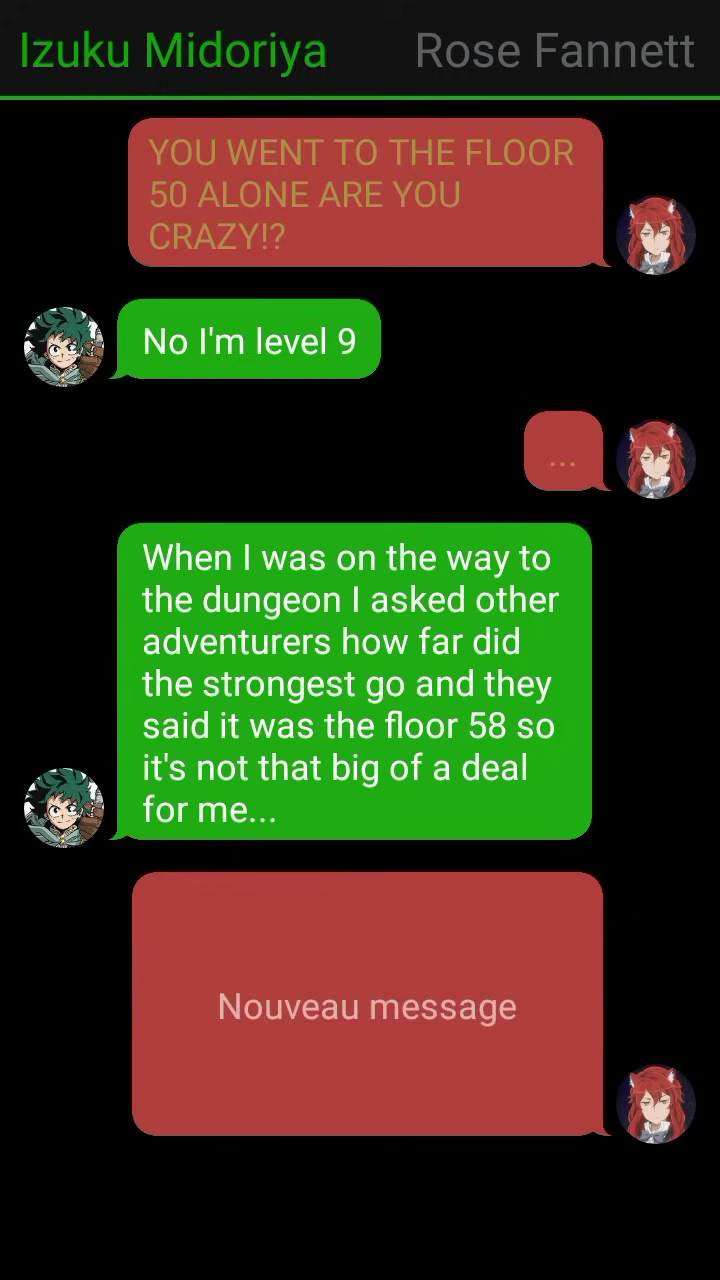 Izuku Midoriya Rose Fannett
YOU WENT TO THE FLOOR
50 ALONE ARE YOU
CRAZY!?
No I'm level 9
...
When I was on the way to
the dungeon I asked other
adventurers how far did
the strongest go and they
said it was the floor 58 so
it's not that big of a deal
for me...
Nouveau message